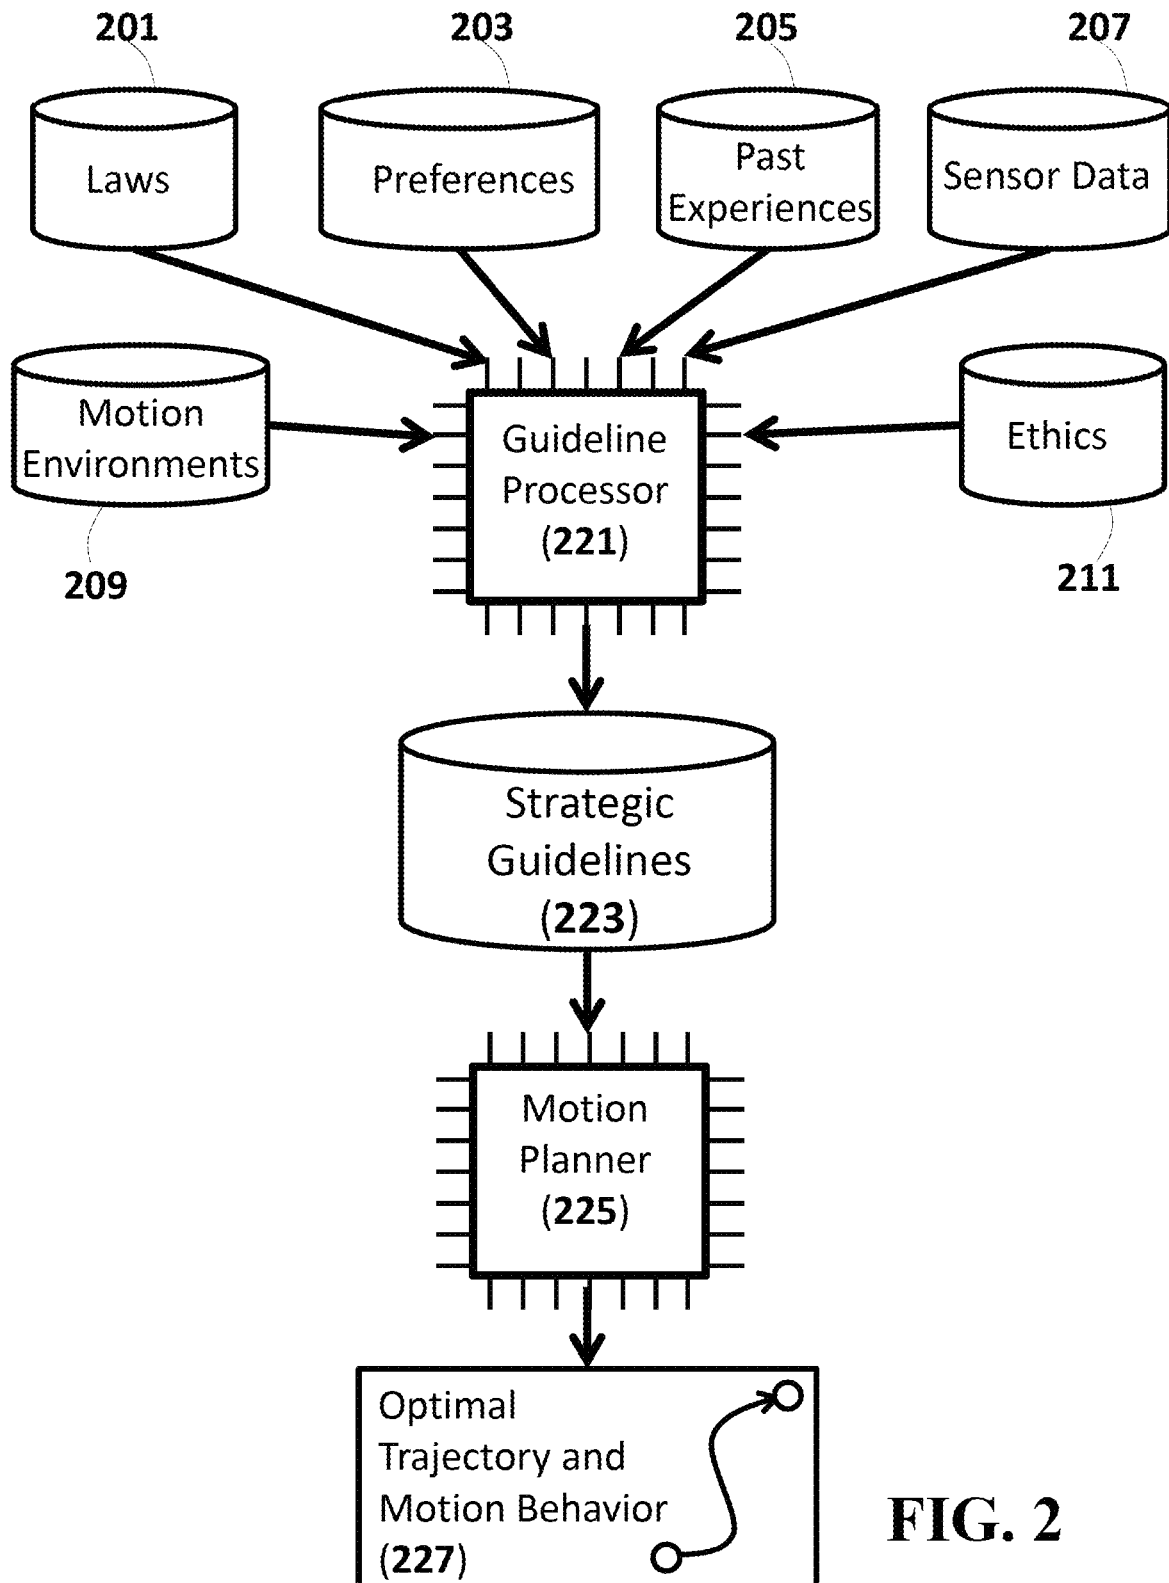 201
203
205
207
Laws
Preferences
Past
Experiences
Sensor Data
Motion
Environments
Guideline
Processor
(221)
Ethics
209
211
Strategic
Guidelines
(223)
Motion
Planner
(225)
Optimal
Trajectory and
Motion Behavior
(227)
FIG. 2